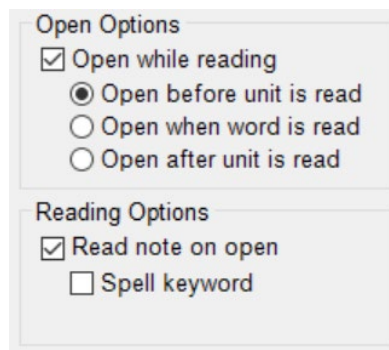 Open Options
Open while reading
Open before unit is read
Open when word is read
Open after unit is read
Reading Options
Read note on open
Spell keyword